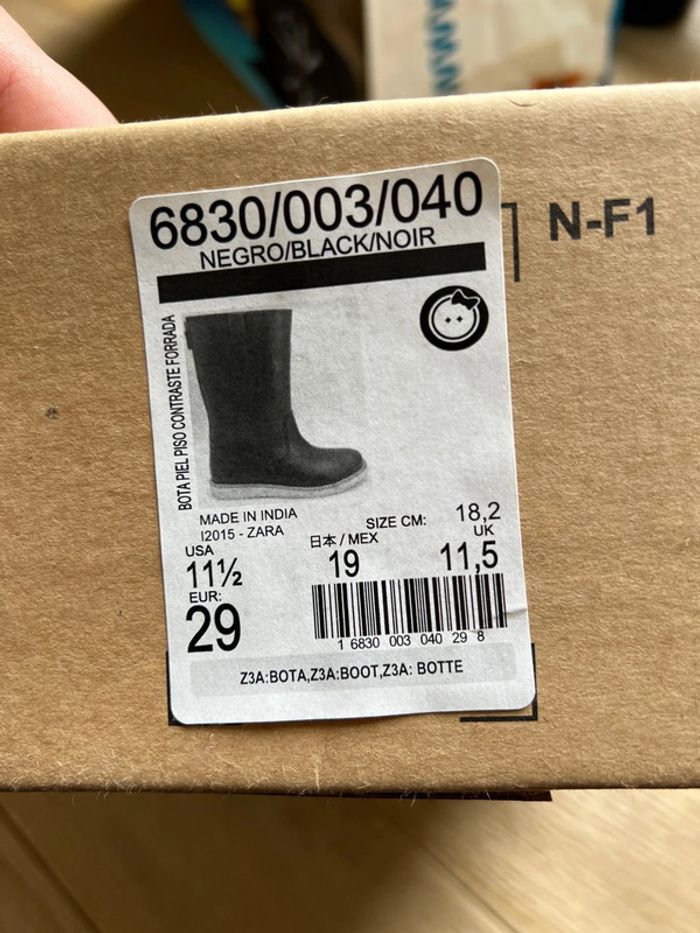 6830/003/040
NEGRO/BLACK/NOIR
N-F1
BOTA PIEL PISO CONTRASTE FORRADA
MADE IN INDIA
I2015 - ZARA
SIZE CM: 18,2
USA
11½
日本/MEX
19
UK
11,5
EUR:
29
1 6830 003 040 29 8
Z3A:BOTA,Z3A:BOOT,Z3A: BOTTE